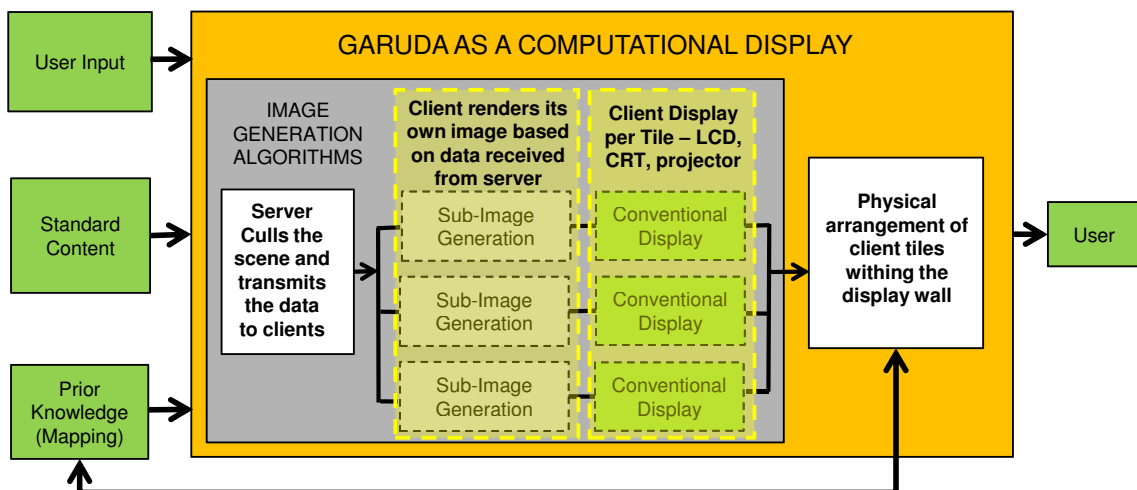 GARUDA AS A COMPUTATIONAL DISPLAY
User Input
Standard
Content
Prior
Knowledge
(Mapping)
IMAGE
GENERATION
ALGORITHMS
Server
Culls the
scene and
transmits
the data
to clients
Client renders its
own image based
on data received
from server
Sub-Image
Generation
Sub-Image
Generation
Sub-Image
Generation
Client Display
per Tile – LCD,
CRT, projector
Conventional
Display
Conventional
Display
Conventional
Display
Physical
arrangement of
client tiles
withing the
display wall
User